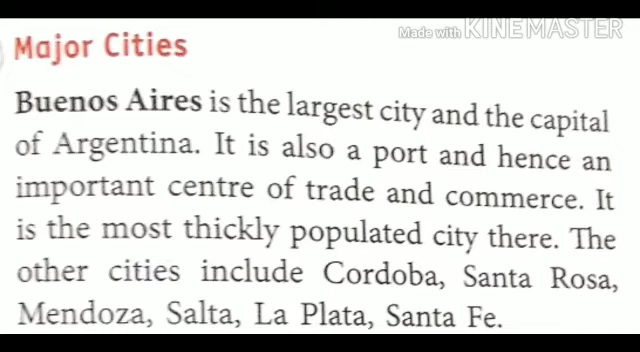 Made with KINEMASTER
Major Cities
Buenos Aires is the largest city and the capital
of Argentina. It is also a port and hence an
important centre of trade and commerce. It
is the most thickly populated city there. The
other cities include Cordoba, Santa Rosa,
Mendoza, Salta, La Plata, Santa Fe.